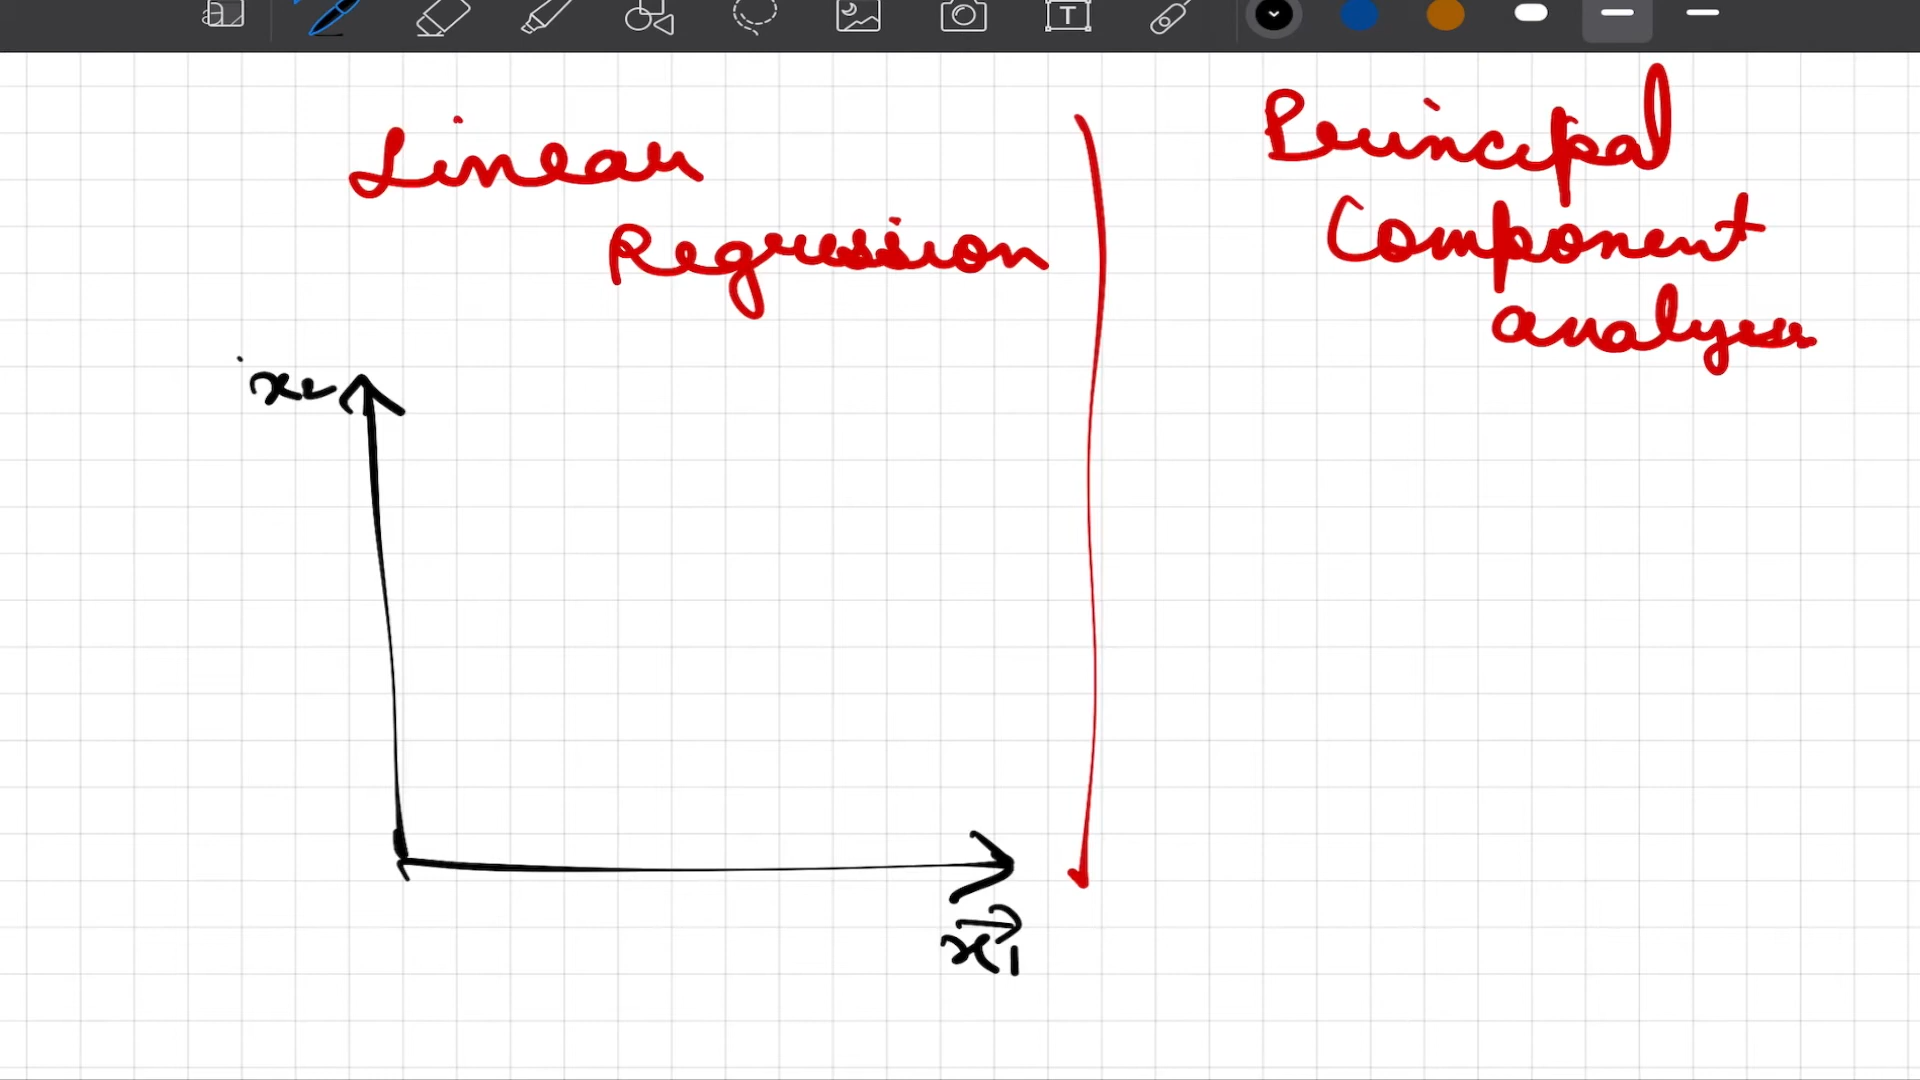 Linear
Regression
Principal
Component
analysis
x₂
x₁